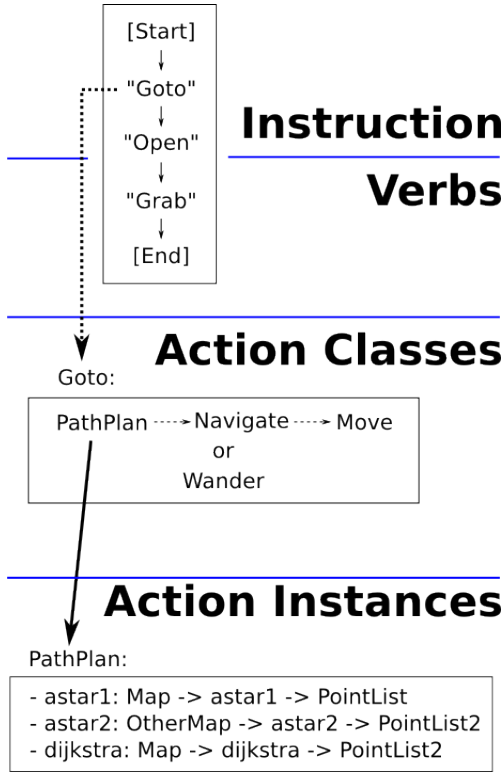 [Start]
"Goto"
"Open"
"Grab"
[End]
Instruction
Verbs
Action Classes
Goto:
PathPlan Navigate Move
or
Wander
Action Instances
PathPlan:
- astar1: Map -> astar1 -> PointList
- astar2: OtherMap -> astar2 -> PointList2
- dijkstra: Map -> dijkstra -> PointList2